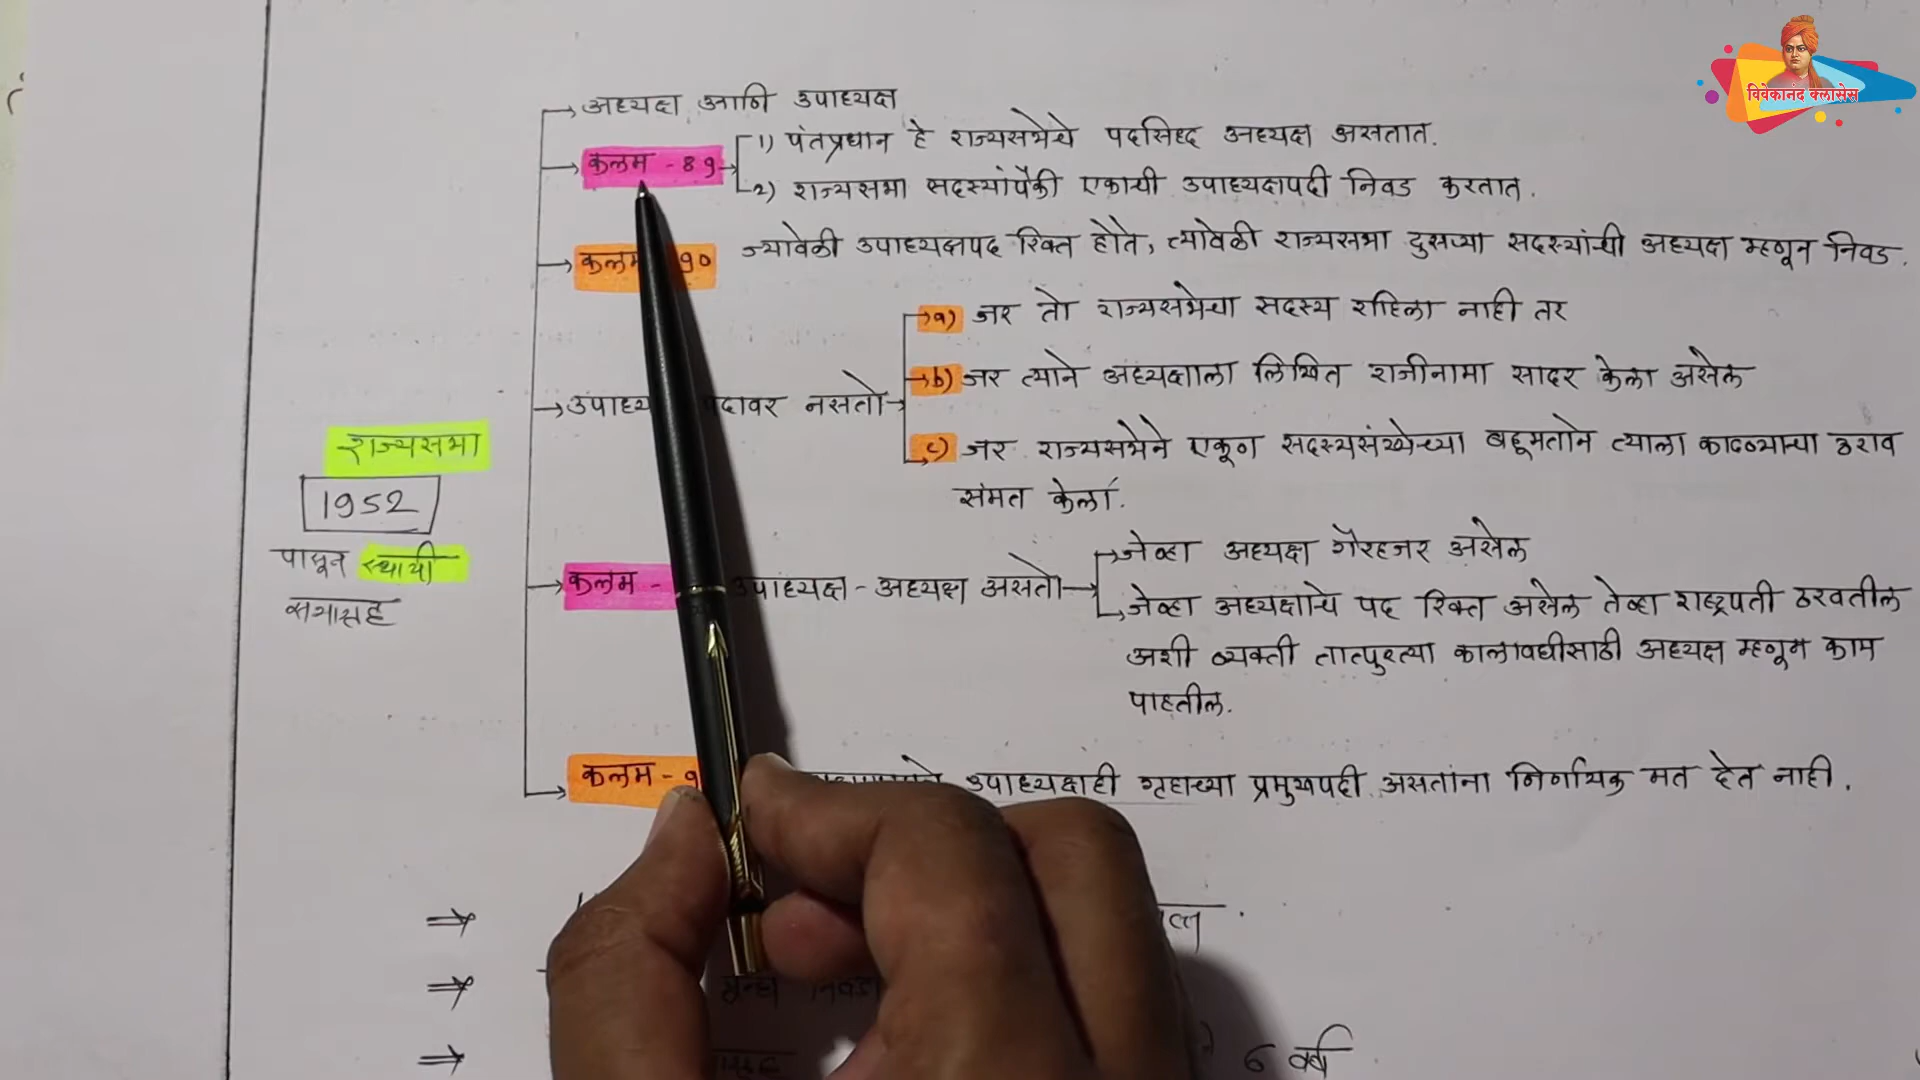 विवेकानंद क्लासेस
अध्यक्ष आणि उपाध्यक्ष
कलम - 89
1) पंतप्रधान हे राज्यसभेचे पदसिध्द अध्यक्ष असतात.
2) राज्यसभा सदस्यांपैकी एकाची उपाध्यक्षपदी निवड करतात.
कलम 90 ज्यावेळी उपाध्यक्षपद रिक्त होते, त्यावेळी राज्यसभा दुसऱ्या सदस्यांची अध्यक्ष म्हणून निवड.
a) जर तो राज्यसभेचा सदस्य राहिला नाही तर
b) जर त्याने अध्यक्षाला लिखित राजीनामा सादर केला असेल
उपाध्य पदावर नसतो
c) जर राज्यसभेने एकूण सदस्यसंख्येच्या बहूमताने त्याला काढण्याचा ठराव
संमत केला.
राज्यसभा
1952
पासून स्थायी
सभागृह
जेव्हा अध्यक्ष गैरहजर असेल
कलम - उपाध्यक्ष - अध्यक्ष असतो
जेव्हा अध्यक्षाचे पद रिक्त असेल तेव्हा राष्ट्रपती ठरवतील
अशी व्यक्ती तात्पुरत्या कालावधीसाठी अध्यक्ष म्हणून काम
पाहतील.
कलम - 9 उपाध्यक्षही गृहाच्या प्रमुखपदी असतांना निर्णायक मत देत नाही.
6 वर्ष